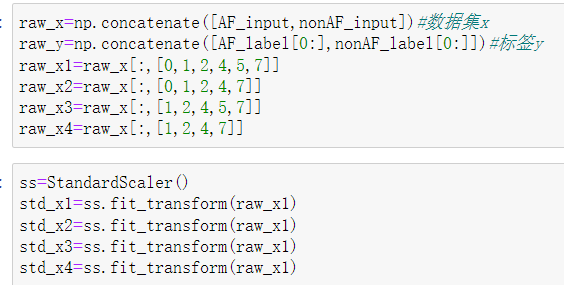 raw_x=np.concatenate([AF_input,nonAF_input])#数据集x
raw_y=np.concatenate([AF_label[0:],nonAF_label[0:]])#标签y
raw_x1=raw_x[:,[0,1,2,4,5,7]]
raw_x2=raw_x[:,[0,1,2,4,7]]
raw_x3=raw_x[:,[1,2,4,5,7]]
raw_x4=raw_x[:,[1,2,4,7]]
ss=StandardScaler()
std_x1=ss.fit_transform(raw_x1)
std_x2=ss.fit_transform(raw_x1)
std_x3=ss.fit_transform(raw_x1)
std_x4=ss.fit_transform(raw_x1)